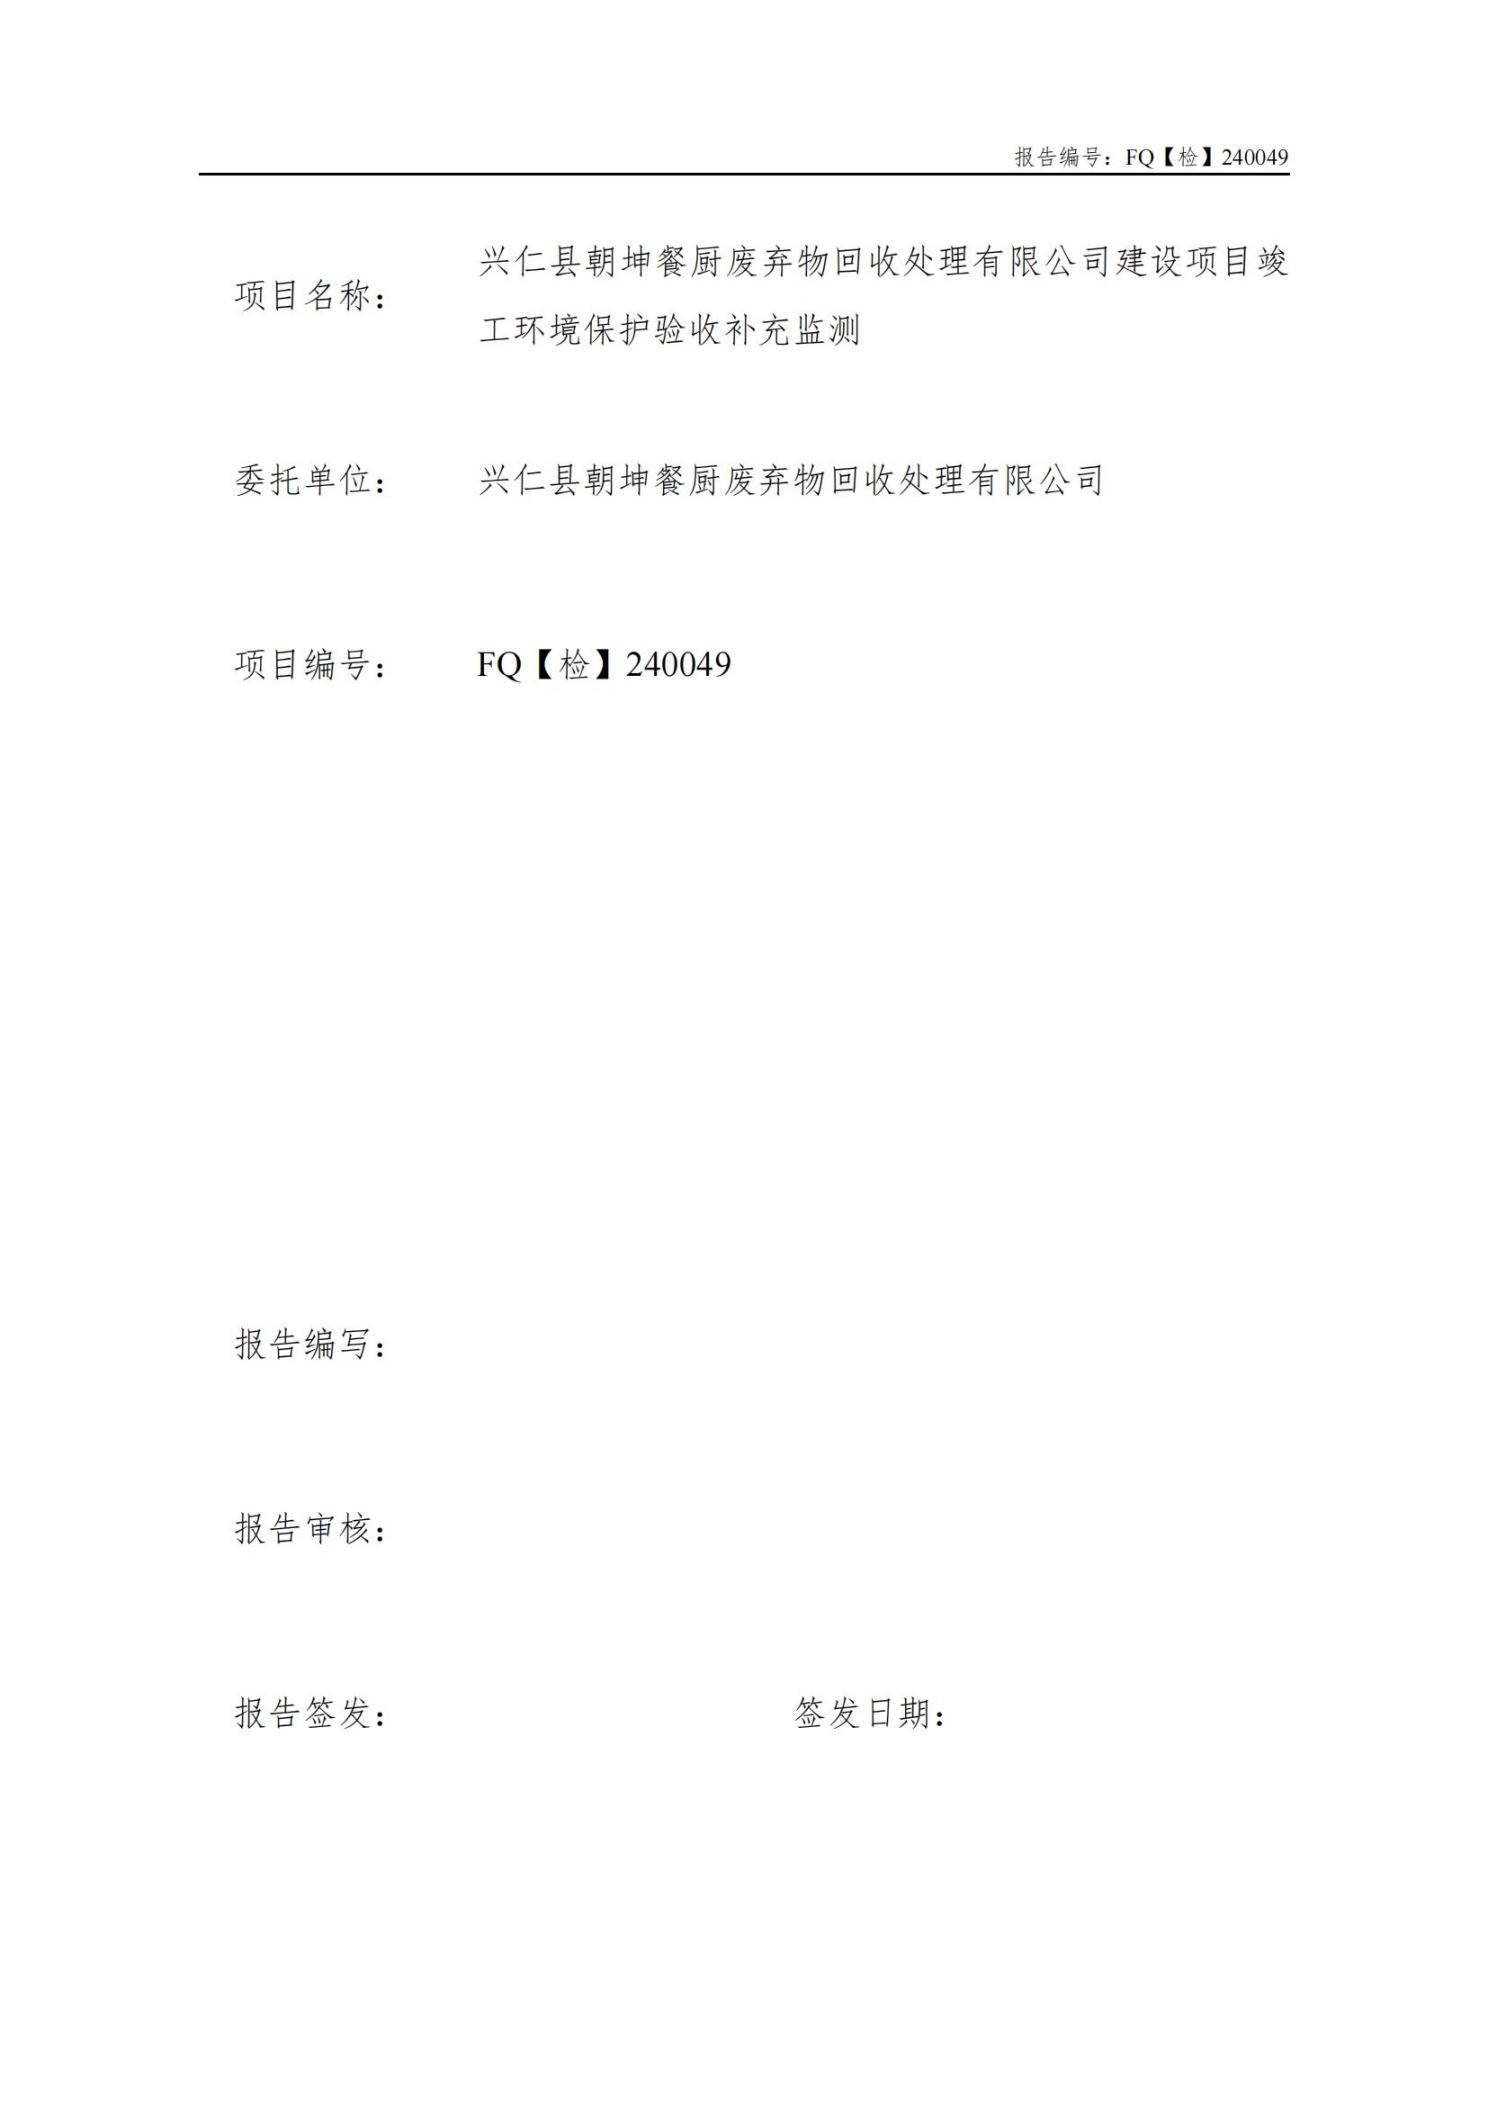 报告编号：FQ【检】240049
项目名称：
兴仁县朝坤餐厨废弃物回收处理有限公司建设项目竣
工环境保护验收补充监测
委托单位： 兴仁县朝坤餐厨废弃物回收处理有限公司
项目编号： FQ【检】240049
报告编写：
报告审核：
报告签发： 签发日期：